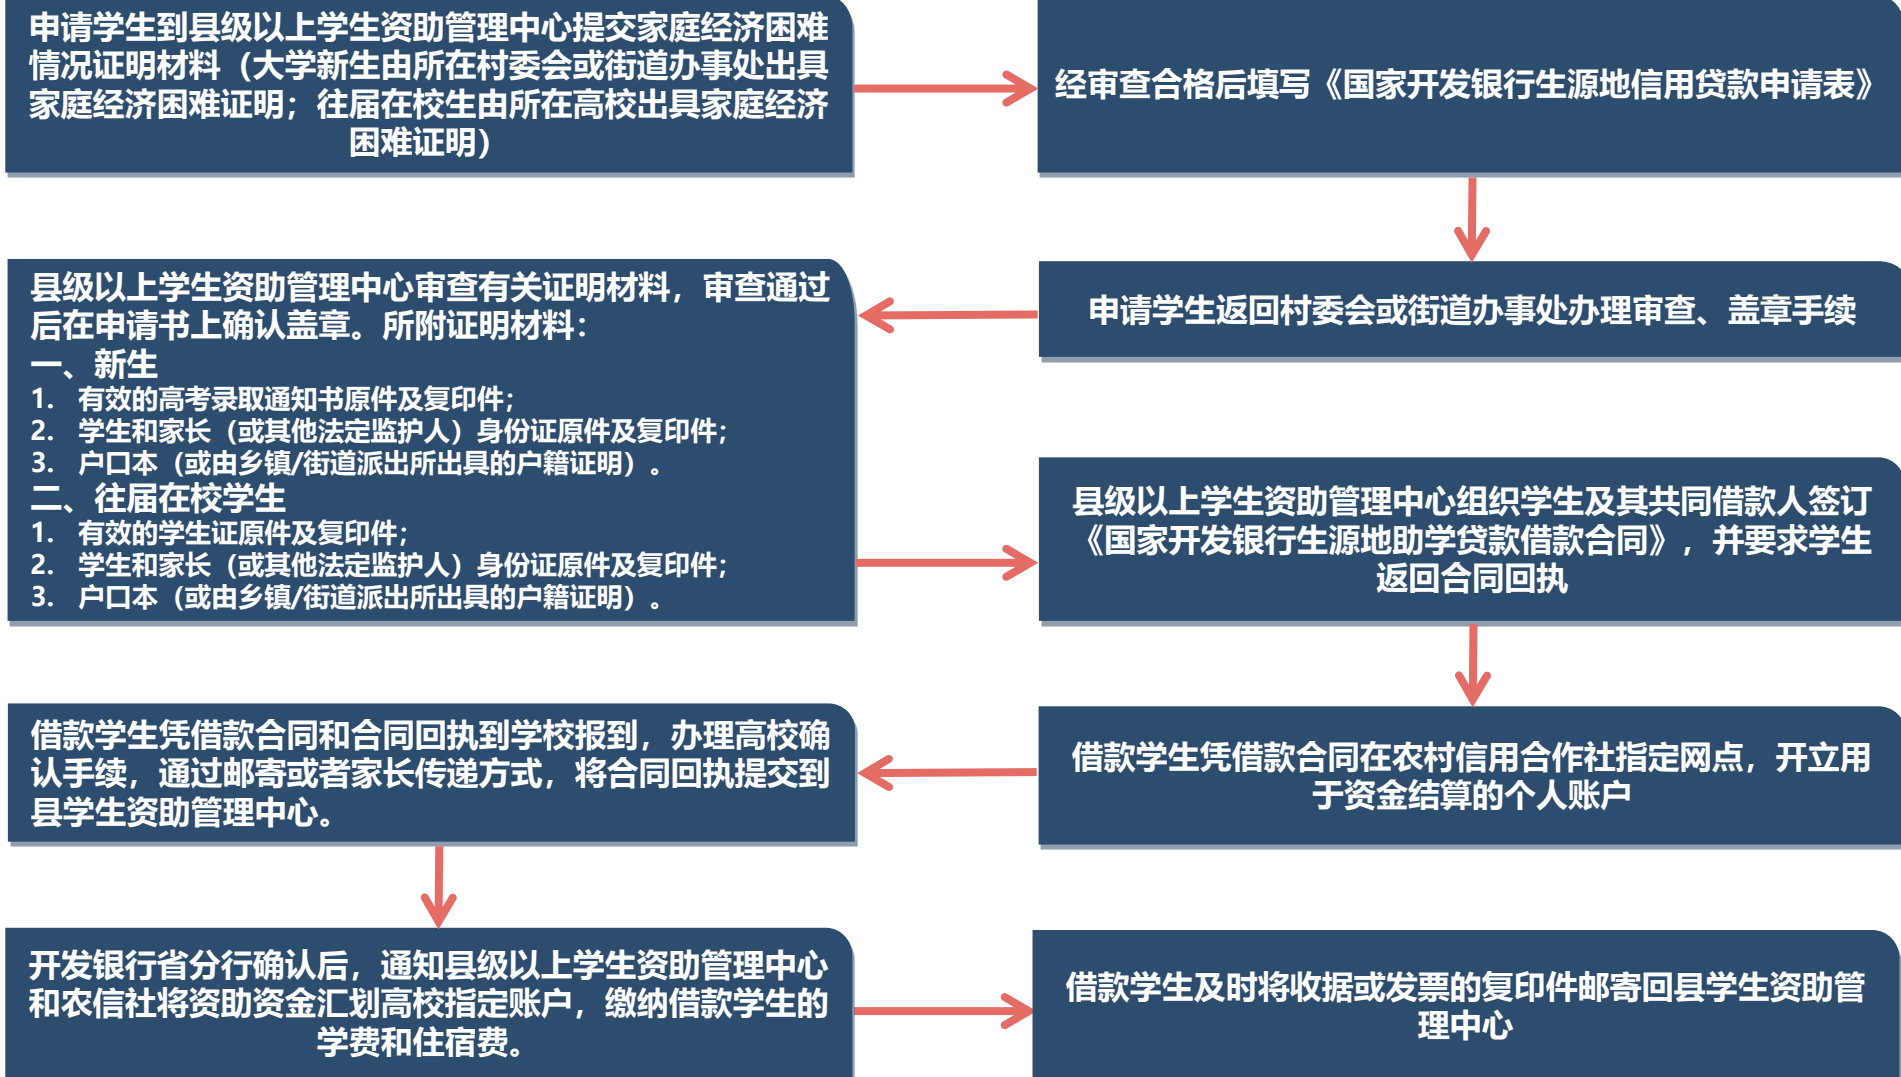 申请学生到县级以上学生资助管理中心提交家庭经济困难
情况证明材料（大学新生由所在村委会或街道办事处出具
家庭经济困难证明；往届在校生由所在高校出具家庭经济
困难证明）
经审查合格后填写《国家开发银行生源地信用贷款申请表》
申请学生返回村委会或街道办事处办理审查、盖章手续
县级以上学生资助管理中心审查有关证明材料，审查通过
后在申请书上确认盖章。所附证明材料：
一、新生
1. 有效的高考录取通知书原件及复印件；
2. 学生和家长（或其他法定监护人）身份证原件及复印件；
3. 户口本（或由乡镇/街道派出所出具的户籍证明）。
二、往届在校学生
1. 有效的学生证原件及复印件；
2. 学生和家长（或其他法定监护人）身份证原件及复印件；
3. 户口本（或由乡镇/街道派出所出具的户籍证明）。
县级以上学生资助管理中心组织学生及其共同借款人签订
《国家开发银行生源地助学贷款借款合同》，并要求学生
返回合同回执
借款学生凭借款合同在农村信用合作社指定网点，开立用
于资金结算的个人账户
借款学生凭借款合同和合同回执到学校报到，办理高校确
认手续，通过邮寄或者家长传递方式，将合同回执提交到
县学生资助管理中心。
开发银行省分行确认后，通知县级以上学生资助管理中心
和农信社将资助资金汇划高校指定账户，缴纳借款学生的
学费和住宿费。
借款学生及时将收据或发票的复印件邮寄回县学生资助管
理中心